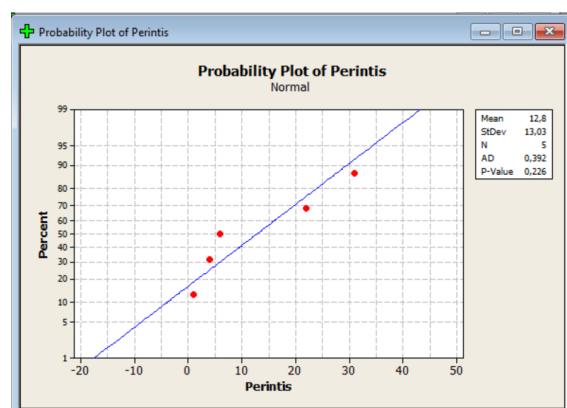 Probability Plot of Perintis
Probability Plot of Perintis
Normal
99
95
90
80
70
60
50
40
30
20
10
5
1
Percent
-20 -10 0 10 20 30 40 50
Perintis
Mean 12,8
StDev 13,03
N 5
AD 0,392
P-Value 0,226